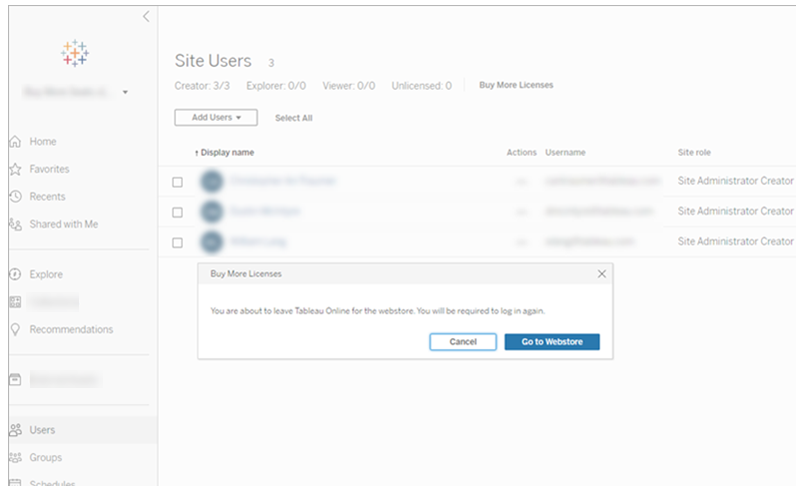 Site Users 3
Creator: 3/3 Explorer: 0/0 Viewer: 0/0 Unlicensed: 0 Buy More Licenses
Add Users ▾ Select All
↑ Display name Actions Username Site role
Site Administrator Creator
Site Administrator Creator
Site Administrator Creator
Home
Favorites
Recents
Shared with Me
Explore
Recommendations
Users
Groups
Schedules
Buy More Licenses
You are about to leave Tableau Online for the webstore. You will be required to log in again.
Cancel Go to Webstore